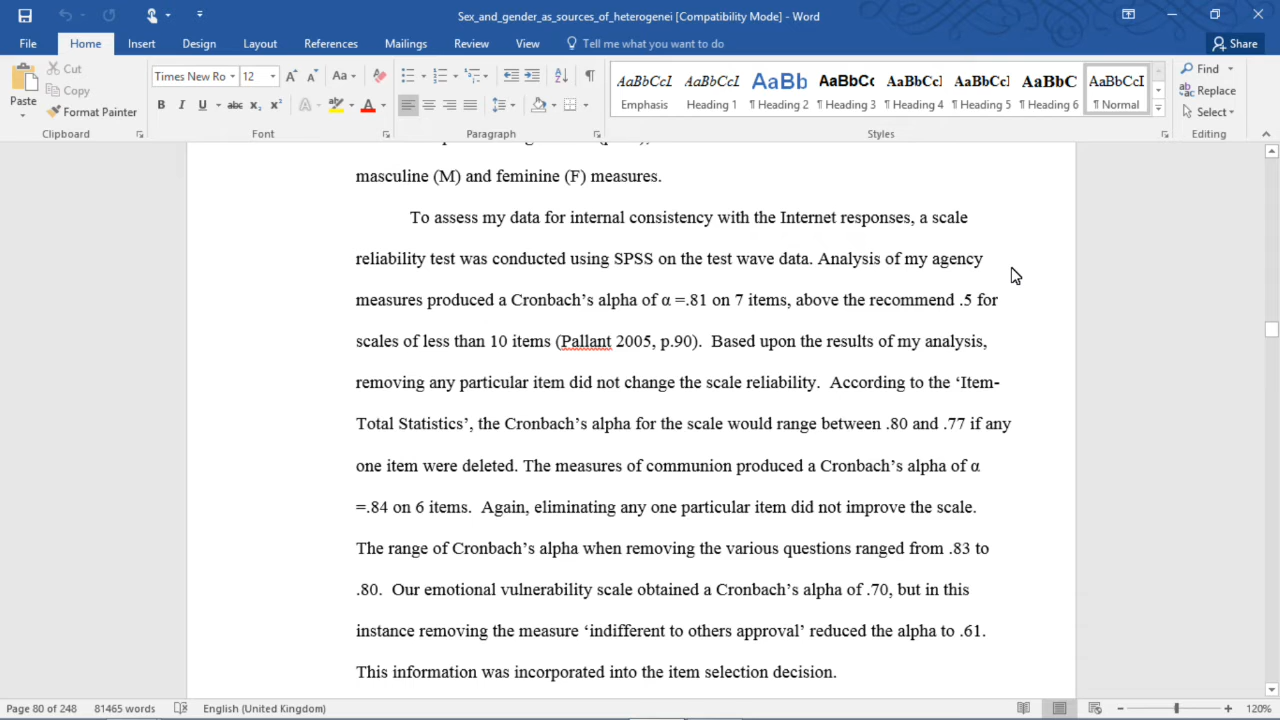 Sex_and_gender_as_sources_of_heterogenei [Compatibility Mode] - Word
File Home Insert Design Layout References Mailings Review View Tell me what you want to do Share
Paste Cut Copy Format Painter
Clipboard
Times New Ro 12 Aa
B I U abc x₂ x² A A
Font
Paragraph
AaBbCcI Emphasis
AaBbCcI Heading 1
AaBb ¶ Heading 2
AaBbCc ¶ Heading 3
AaBbCcI ¶ Heading 4
AaBbCcI ¶ Heading 5
AaBbC ¶ Heading 6
AaBbCcI ¶ Normal
Styles
Find
Replace
Select
Editing
masculine (M) and feminine (F) measures.
To assess my data for internal consistency with the Internet responses, a scale
reliability test was conducted using SPSS on the test wave data. Analysis of my agency
measures produced a Cronbach’s alpha of α =.81 on 7 items, above the recommend .5 for
scales of less than 10 items (Pallant 2005, p.90). Based upon the results of my analysis,
removing any particular item did not change the scale reliability. According to the ‘Item-
Total Statistics’, the Cronbach’s alpha for the scale would range between .80 and .77 if any
one item were deleted. The measures of communion produced a Cronbach’s alpha of α
=.84 on 6 items. Again, eliminating any one particular item did not improve the scale.
The range of Cronbach’s alpha when removing the various questions ranged from .83 to
.80. Our emotional vulnerability scale obtained a Cronbach’s alpha of .70, but in this
instance removing the measure ‘indifferent to others approval’ reduced the alpha to .61.
This information was incorporated into the item selection decision.
Page 80 of 248 81465 words English (United Kingdom) 120%